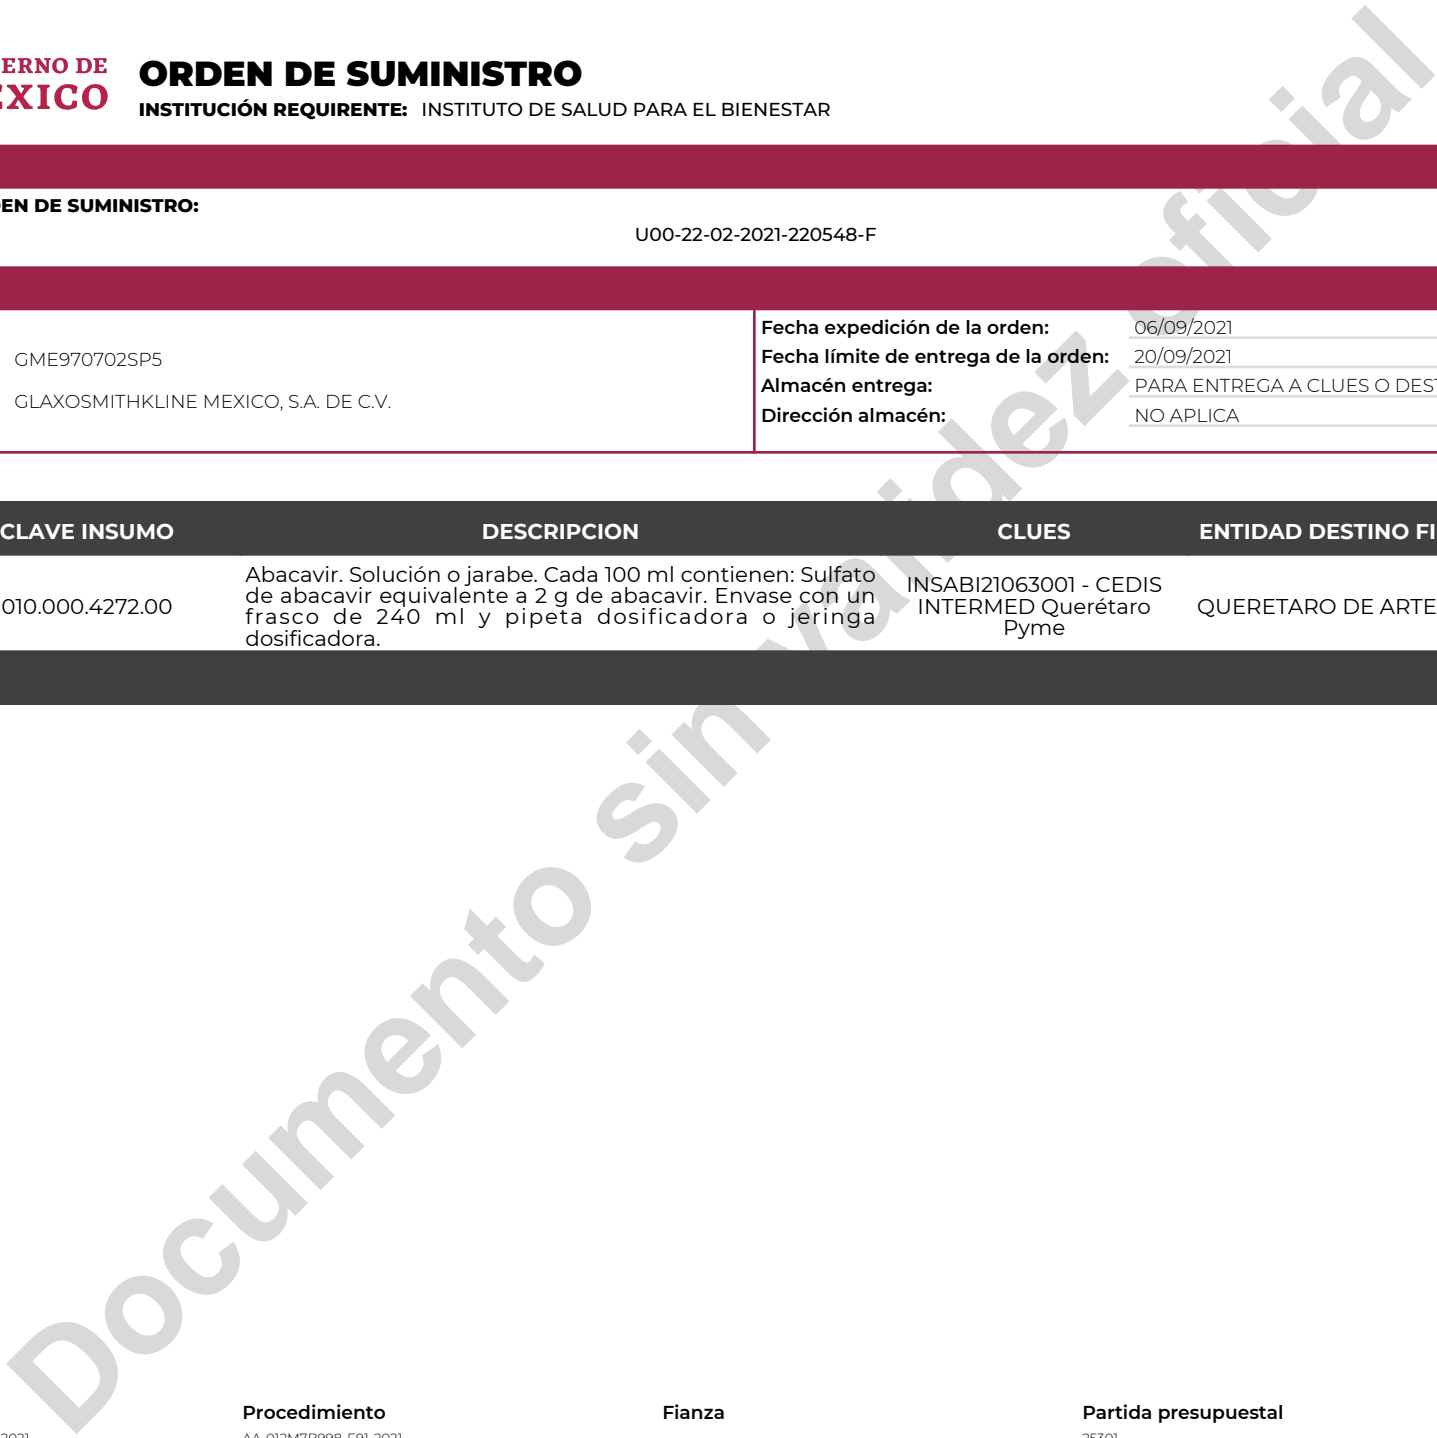 ERNO DE
EXICO
ORDEN DE SUMINISTRO
INSTITUCIÓN REQUIRENTE: INSTITUTO DE SALUD PARA EL BIENESTAR
EN DE SUMINISTRO:
U00-22-02-2021-220548-F
GME970702SP5
GLAXOSMITHKLINE MEXICO, S.A. DE C.V.
Fecha expedición de la orden: 06/09/2021
Fecha límite de entrega de la orden: 20/09/2021
Almacén entrega: PARA ENTREGA A CLUES O DEST
Dirección almacén: NO APLICA
CLAVE INSUMO DESCRIPCION CLUES ENTIDAD DESTINO FI
010.000.4272.00
Abacavir. Solución o jarabe. Cada 100 ml contienen: Sulfato
de abacavir equivalente a 2 g de abacavir. Envase con un
frasco de 240 ml y pipeta dosificadora o jeringa
dosificadora.
INSABI21063001 - CEDIS
INTERMED Querétaro
Pyme
QUERETARO DE ARTE
Documento sin validez oficial
Procedimiento Fianza Partida presupuestal